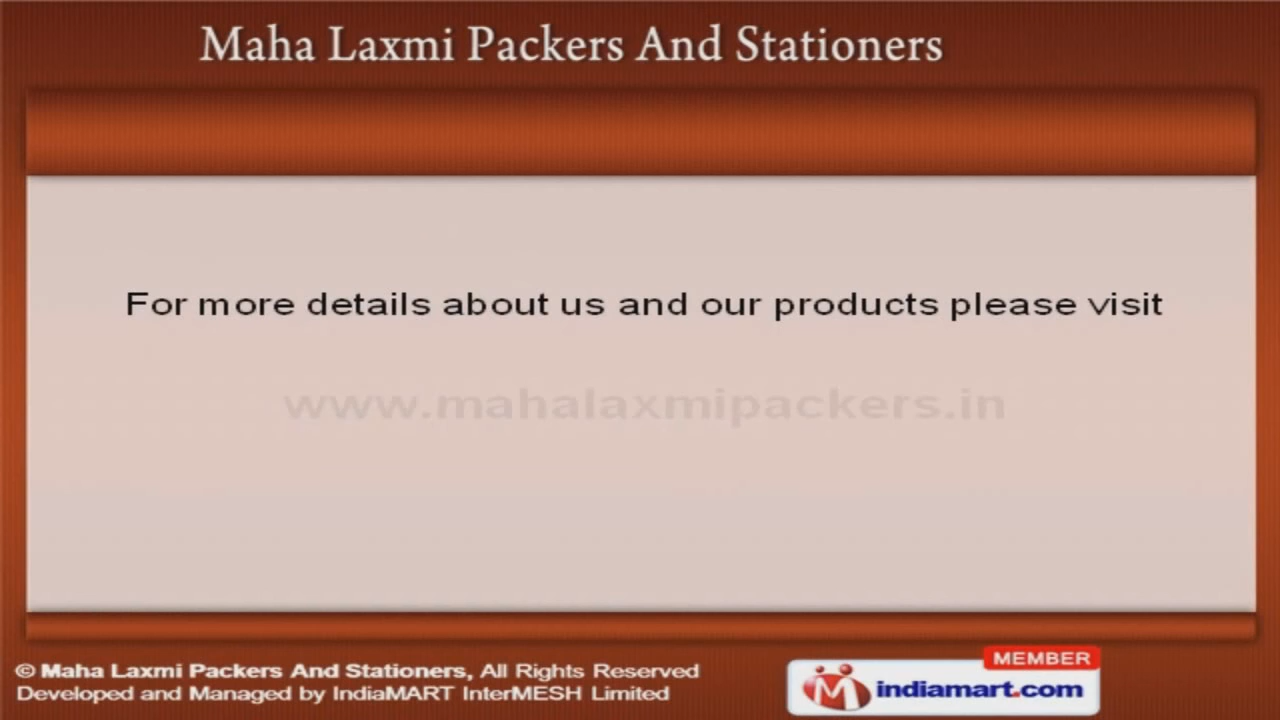 Maha Laxmi Packers And Stationers
For more details about us and our products please visit
www.mahalaxmipackers.in
© Maha Laxmi Packers And Stationers, All Rights Reserved
Developed and Managed by IndiaMART InterMESH Limited
MEMBER
indiamart.com